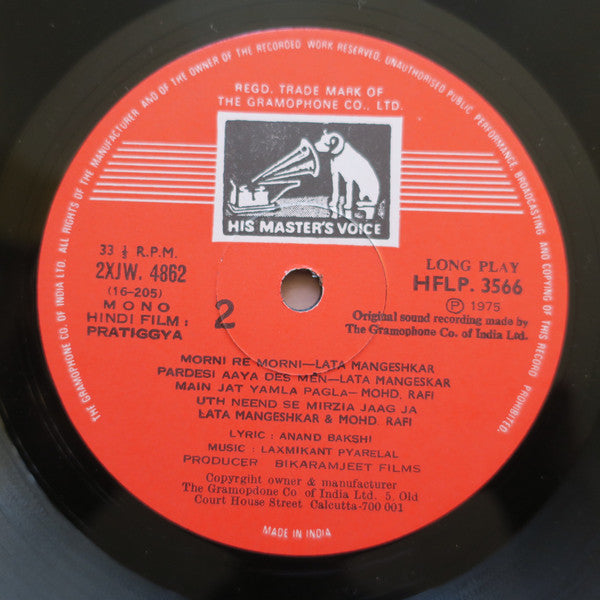 ALL RIGHTS OF THE MANUFACTURER AND OF THE OWNER OF THE RECORDED WORK RESERVED. UNAUTHORISED PUBLIC PERFORMANCE, BROADCASTING AND COPYING OF THIS RECORD PROHIBITED.
THE GRAMOPHONE CO. OF INDIA LTD.
REGD. TRADE MARK OF
THE GRAMOPHONE CO., LTD.
HIS MASTER'S VOICE
33 ⅓ R.P.M.
2XJW. 4862
(16-205)
MONO
HINDI FILM :
PRATIGGYA
2
LONG PLAY
HFLP. 3566
Ⓟ 1975
Original sound recording made by
The Gramophone Co. of India Ltd.
MORNI RE MORNI—LATA MANGESHKAR
PARDESI AAYA DES MEN—LATA MANGESKAR
MAIN JAT YAMLA PAGLA—MOHD. RAFI
UTH NEEND SE MIRZIA JAAG JA
LATA MANGESHKAR & MOHD. RAFI
LYRIC : ANAND BAKSHI
MUSIC : LAXMIKANT PYARELAL
PRODUCER BIKARAMJEET FILMS
Copyrgiht owner & manufacturer
The Gramopdone Co of India Ltd. 5, Old
Court House Street Calcutta-700 001
MADE IN INDIA